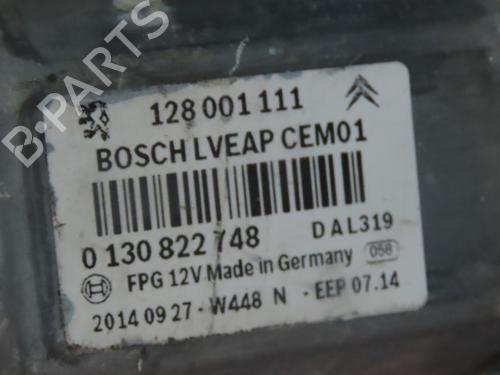 B-PARTS
128 001 111
BOSCH LVEAP CEM01
0 130 822 748 DAL319
FPG 12V Made in Germany 058
2014 09 27 - W448 N - EEP 07.14